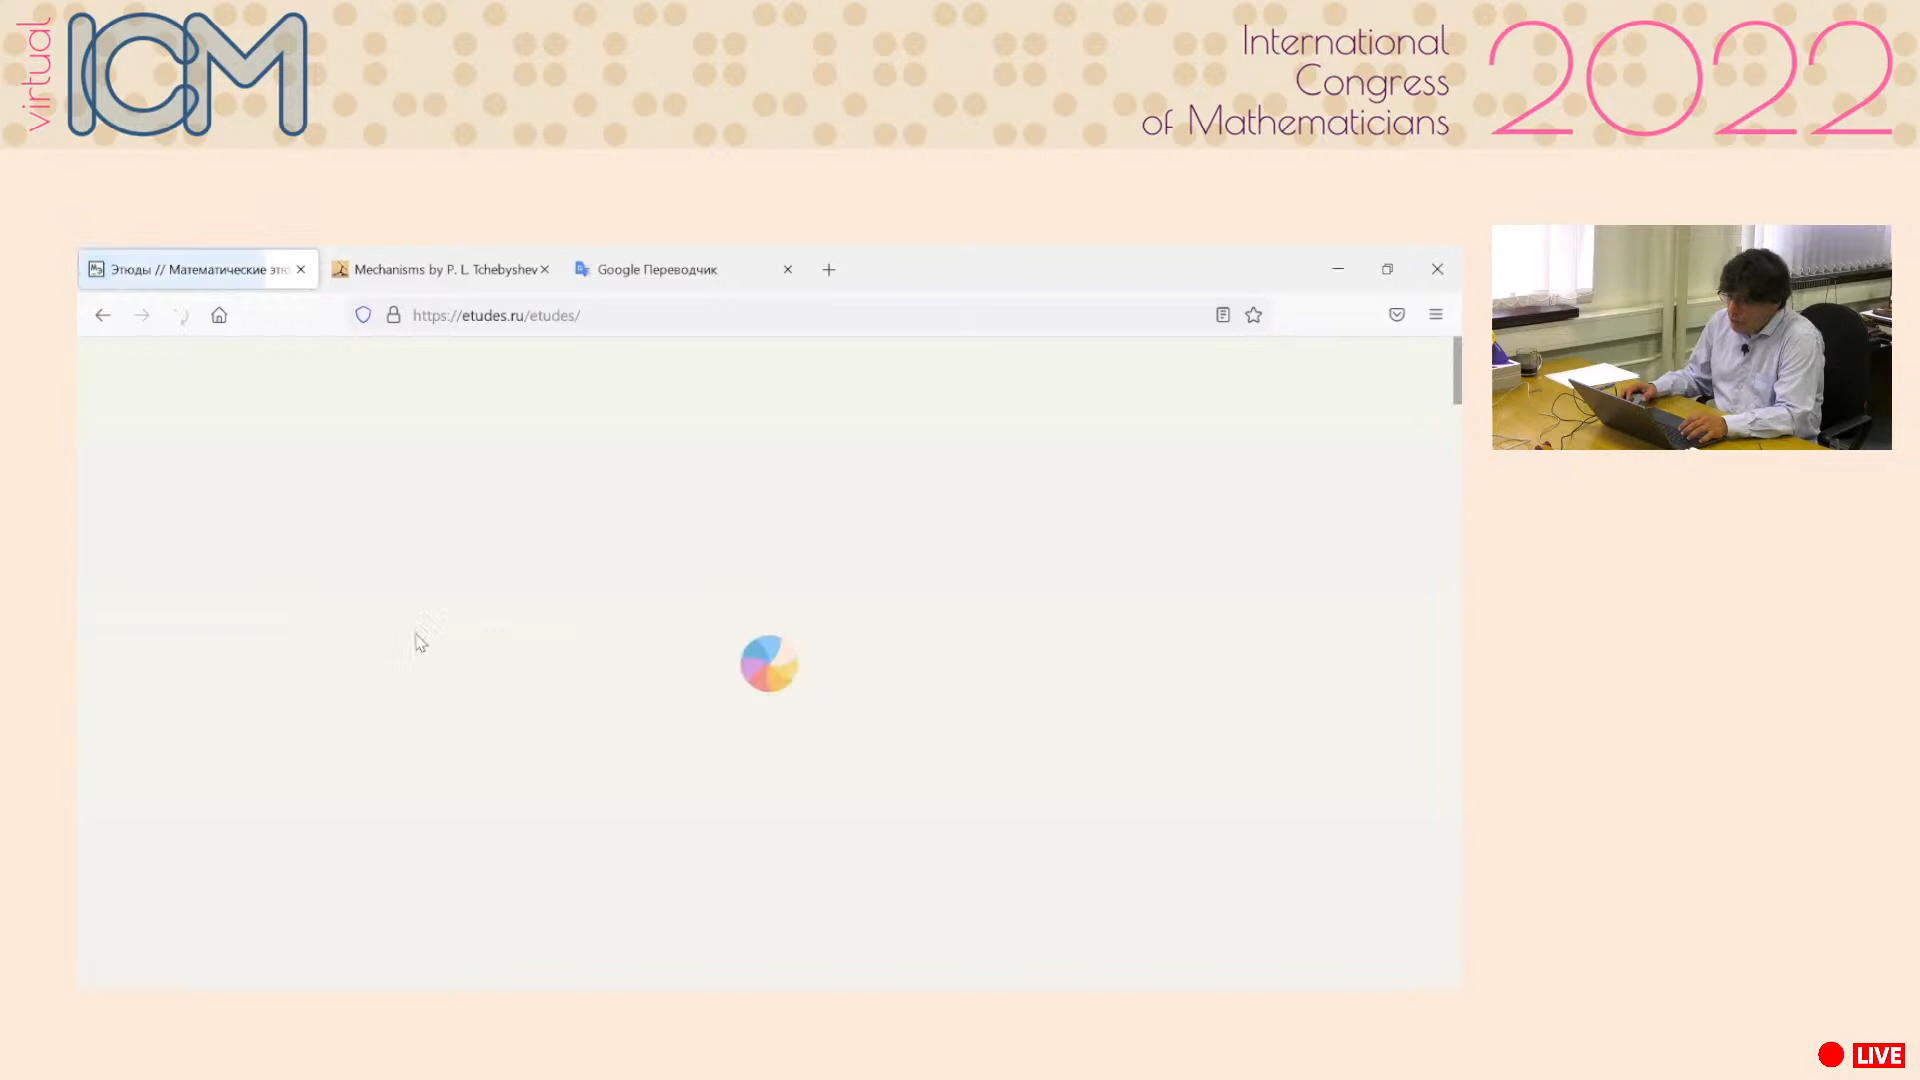 virtual
ICM
International
Congress
of Mathematicians
2022
Этюды // Математические этю
Mechanisms by P. L. Tchebyshev
Google Переводчик
https://etudes.ru/etudes/
LIVE